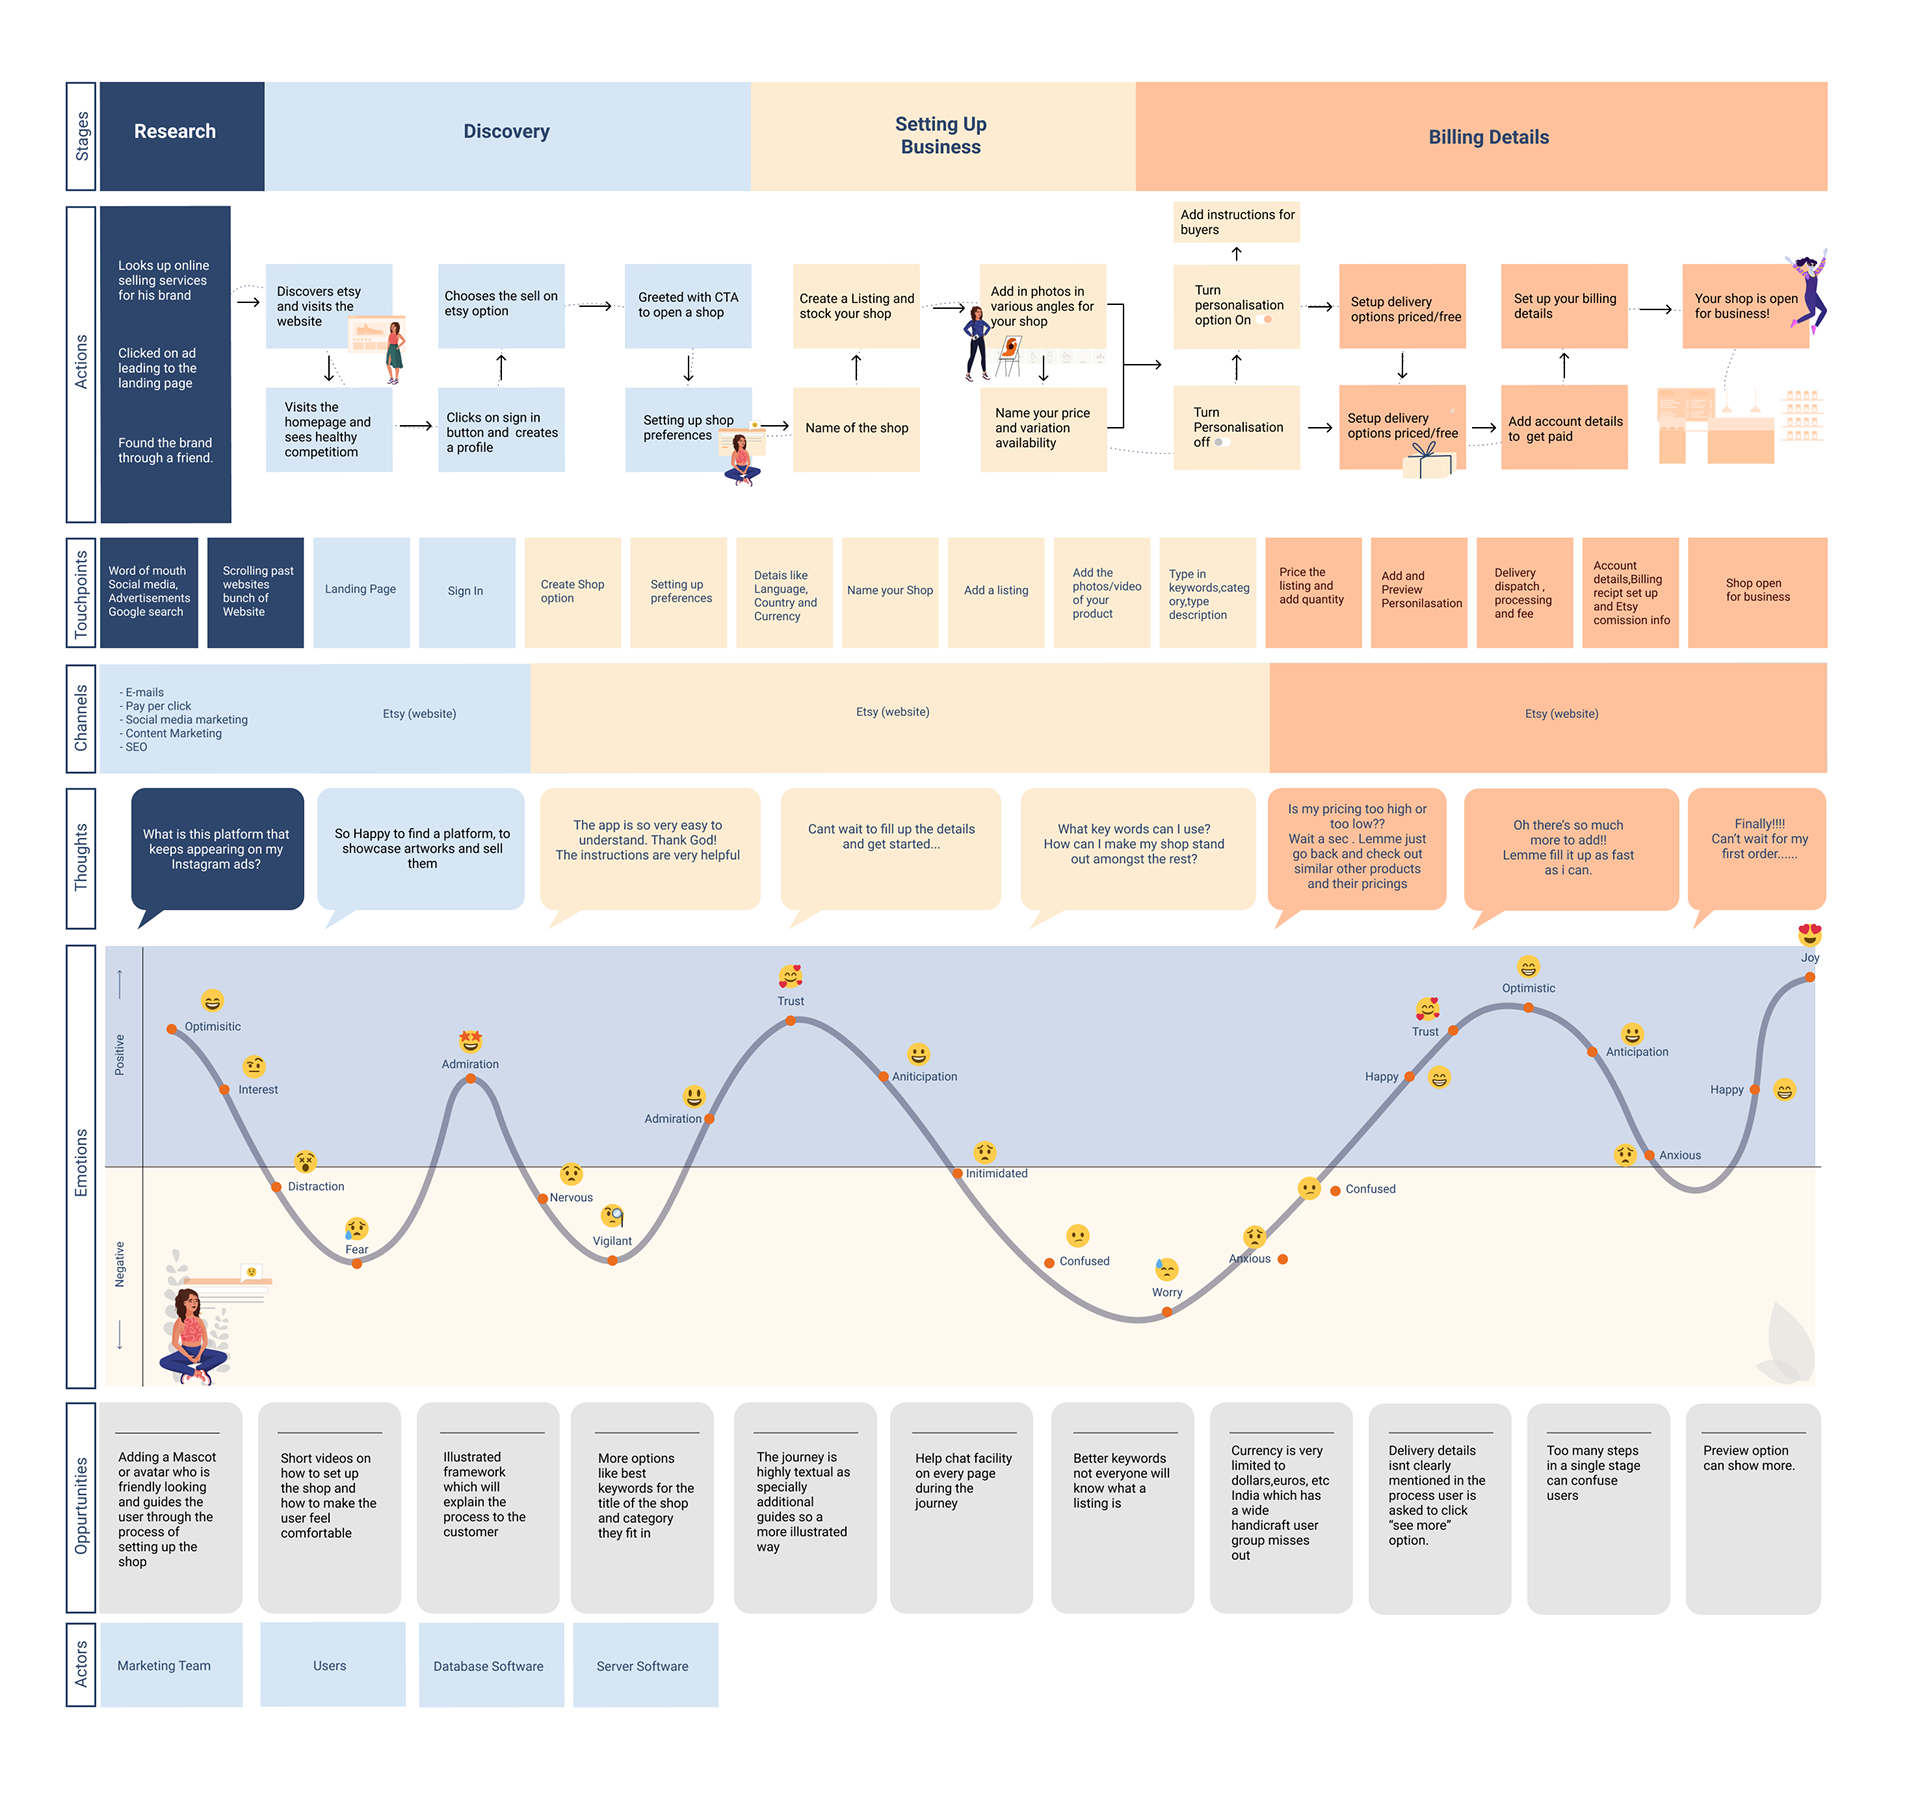 Stages
Research
Discovery
Setting Up
Business
Billing Details
Actions
Looks up online
selling services
for his brand
Clicked on ad
leading to the
landing page
Found the brand
through a friend.
Discovers etsy
and visits the
website
Visits the
homepage and
sees healthy
competitiom
Chooses the sell on
etsy option
Clicks on sign in
button and creates
a profile
Greeted with CTA
to open a shop
Setting up shop
preferences
Create a Listing and
stock your shop
Name of the shop
Add in photos in
various angles for
your shop
Name your price
and variation
availability
Add instructions for
buyers
Turn
personalisation
option On
Turn
Personalisation
off
Setup delivery
options priced/free
Setup delivery
options priced/free
Set up your billing
details
Add account details
to get paid
Your shop is open
for business!
Touchpoints
Word of mouth
Social media,
Advertisements
Google search
Scrolling past
websites
bunch of
Website
Landing Page
Sign In
Create Shop
option
Setting up
preferences
Detais like
Language,
Country and
Currency
Name your Shop
Add a listing
Add the
photos/video
of your
product
Type in
keywords,categ
ory,type
description
Price the
listing and
add quantity
Add and
Preview
Personilasation
Delivery
dispatch ,
processing
and fee
Account
details,Billing
recipt set up
and Etsy
comission info
Shop open
for business
Channels
- E-mails
- Pay per click
- Social media marketing
- Content Marketing
- SEO
Etsy (website)
Etsy (website)
Etsy (website)
Thoughts
What is this platform that
keeps appearing on my
Instagram ads?
So Happy to find a platform, to
showcase artworks and sell
them
The app is so very easy to
understand. Thank God!
The instructions are very helpful
Cant wait to fill up the details
and get started...
What key words can I use?
How can I make my shop stand
out amongst the rest?
Is my pricing too high or
too low??
Wait a sec . Lemme just
go back and check out
similar other products
and their pricings
Oh there's so much
more to add!!
Lemme fill it up as fast
as i can.
Finally!!!!
Can't wait for my
first order......
Emotions
Positive
Negative
Optimisitic
Interest
Distraction
Fear
Admiration
Nervous
Vigilant
Admiration
Trust
Aniticipation
Initimidated
Confused
Worry
Anxious
Confused
Happy
Trust
Optimistic
Anticipation
Anxious
Happy
Joy
Oppurtunities
Adding a Mascot
or avatar who is
friendly looking
and guides the
user through the
process of
setting up the
shop
Short videos on
how to set up
the shop and
how to make the
user feel
comfortable
Illustrated
framework
which will
explain the
process to the
customer
More options
like best
keywords for the
title of the shop
and category
they fit in
The journey is
highly textual as
specially
additional
guides so a
more illustrated
way
Help chat facility
on every page
during the
journey
Better keywords
not everyone will
know what a
listing is
Currency is very
limited to
dollars,euros, etc
India which has
a wide
handicraft user
group misses
out
Delivery details
isnt clearly
mentioned in the
process user is
asked to click
“see more”
option.
Too many steps
in a single stage
can confuse
users
Preview option
can show more.
Actors
Marketing Team
Users
Database Software
Server Software